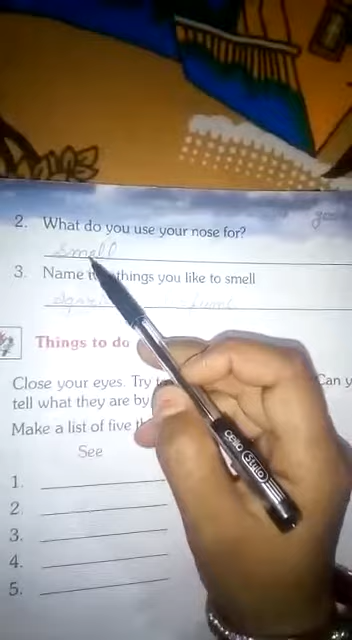 2. What do you use your nose for?
smell
3. Name things you like to smell
Things to do
Close your eyes. Try Can y
tell what they are by
Make a list of five
See
1.
2
3.
4.
5.
cello Stylo